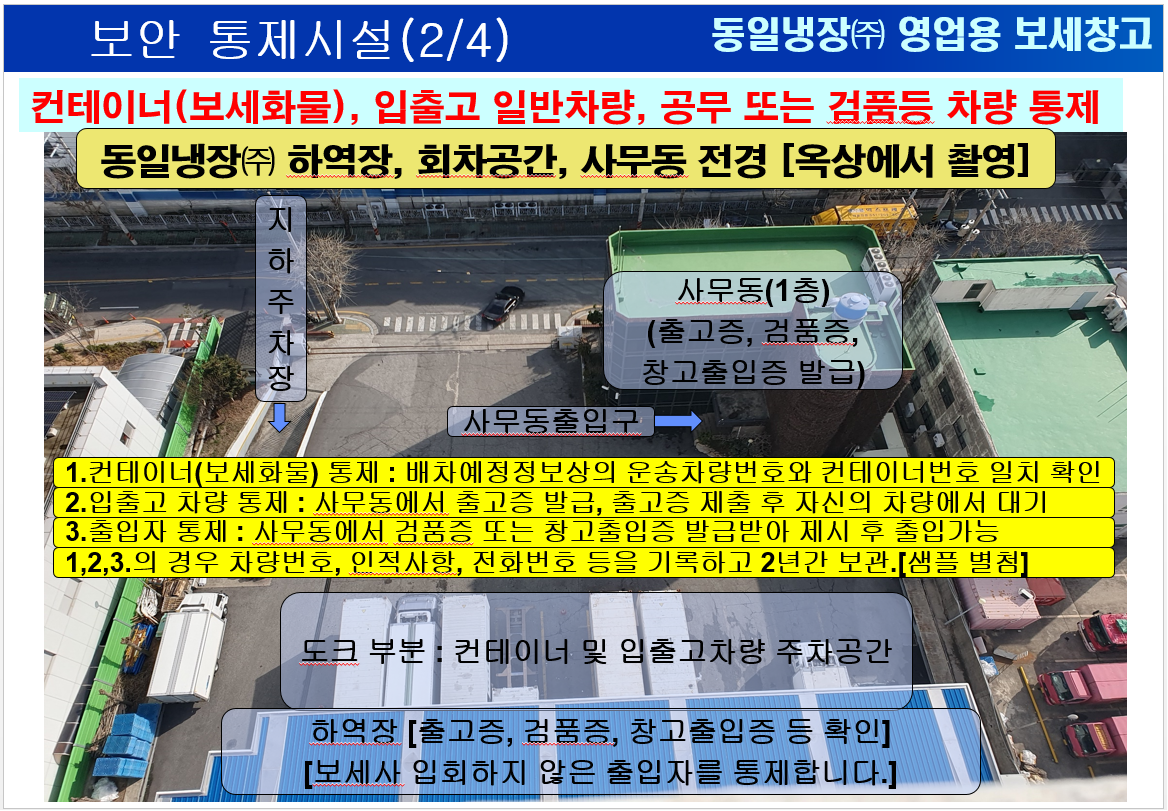 보안 통제시설(2/4)
동일냉장㈜ 영업용 보세창고
컨테이너(보세화물), 입출고 일반차량, 공무 또는 검품등 차량 통제
동일냉장㈜ 하역장, 회차공간, 사무동 전경 [옥상에서 촬영]
지
하
주
차
장
사무동(1층)
(출고증, 검품증,
창고출입증 발급)
사무동출입구
1.컨테이너(보세화물) 통제 : 배차예정정보상의 운송차량번호와 컨테이너번호 일치 확인
2.입출고 차량 통제 : 사무동에서 출고증 발급, 출고증 제출 후 자신의 차량에서 대기
3.출입자 통제 : 사무동에서 검품증 또는 창고출입증 발급받아 제시 후 출입가능
1,2,3.의 경우 차량번호, 인적사항, 전화번호 등을 기록하고 2년간 보관.[샘플 별첨]
도크 부분 : 컨테이너 및 입출고차량 주차공간
하역장 [출고증, 검품증, 창고출입증 등 확인]
[보세사 입회하지 않은 출입자를 통제합니다.]